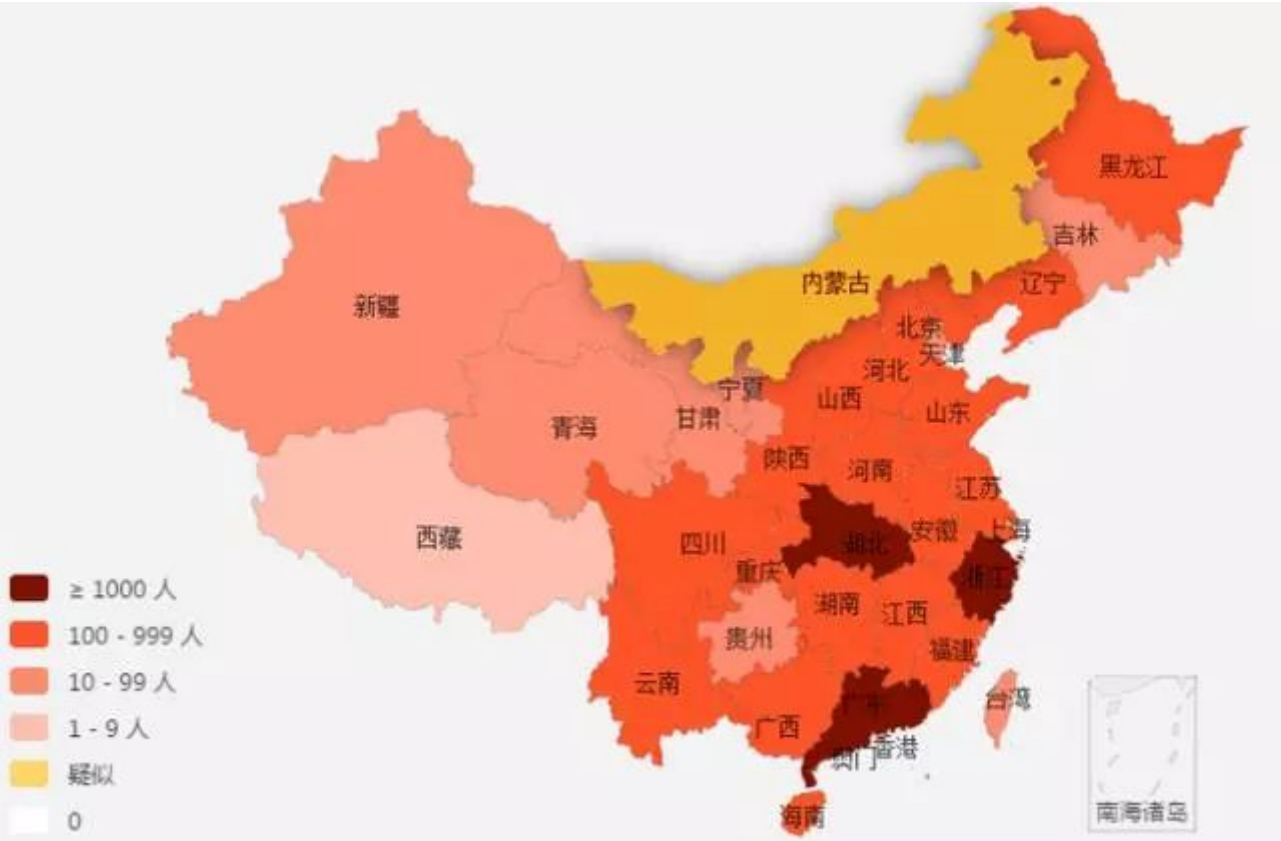 黑龙江
吉林
辽宁
内蒙古
新疆
北京
天津
河北
宁夏
山西
山东
甘肃
青海
陕西
河南
江苏
西藏
四川
湖北
安徽
上海
重庆
浙江
湖南
江西
贵州
福建
云南
广西
广东
台湾
澳门
香港
海南
南海诸岛
≥ 1000 人
100 - 999 人
10 - 99 人
1 - 9 人
疑似
0